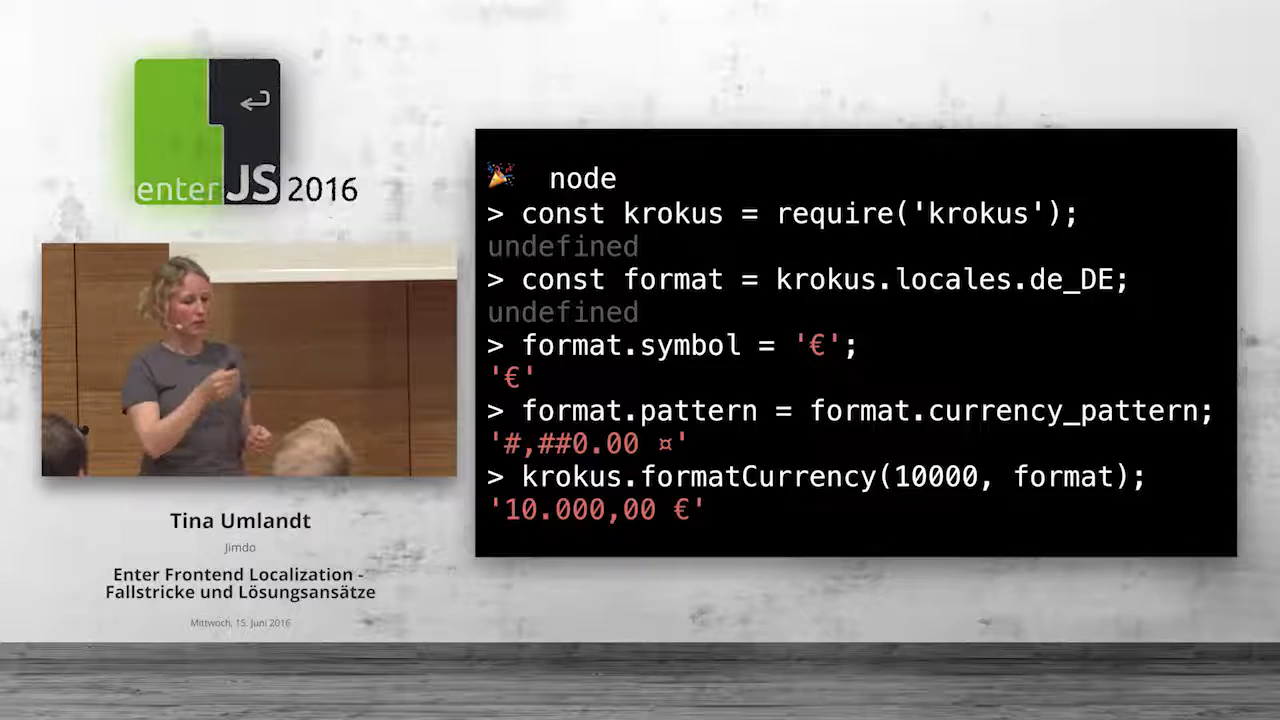 enterJS 2016
node
> const krokus = require('krokus');
undefined
> const format = krokus.locales.de_DE;
undefined
> format.symbol = '€';
'€'
> format.pattern = format.currency_pattern;
'#,##0.00 ¤'
> krokus.formatCurrency(10000, format);
'10.000,00 €'
Tina Umlandt
Jimdo
Enter Frontend Localization -
Fallstricke und Lösungsansätze
Mittwoch, 15. Juni 2016